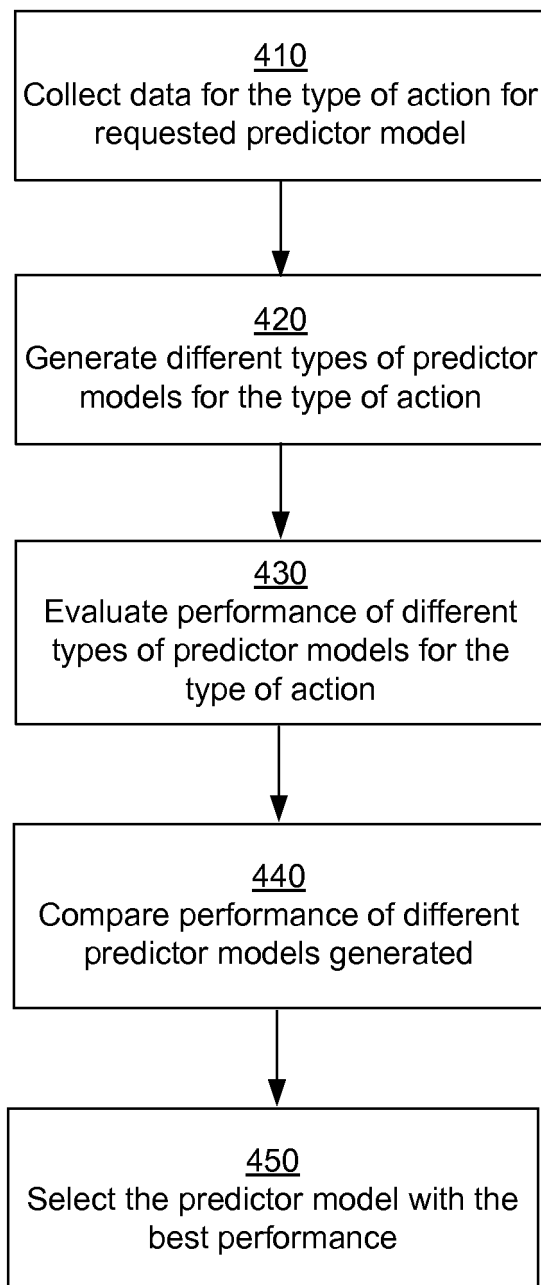 410
Collect data for the type of action for
requested predictor model
420
Generate different types of predictor
models for the type of action
430
Evaluate performance of different
types of predictor models for the
type of action
440
Compare performance of different
predictor models generated
450
Select the predictor model with the
best performance